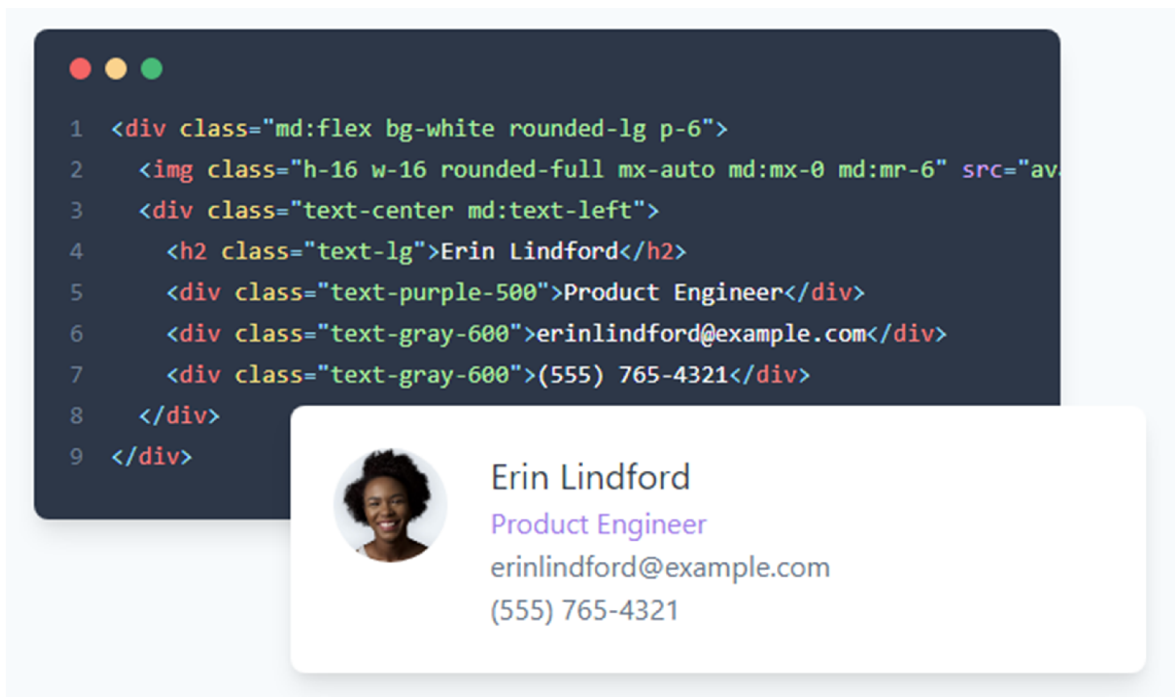 1 <div class="md:flex bg-white rounded-lg p-6">
2 <img class="h-16 w-16 rounded-full mx-auto md:mx-0 md:mr-6" src="av
3 <div class="text-center md:text-left">
4 <h2 class="text-lg">Erin Lindford</h2>
5 <div class="text-purple-500">Product Engineer</div>
6 <div class="text-gray-600">erinlindford@example.com</div>
7 <div class="text-gray-600">(555) 765-4321</div>
8 </div>
9 </div>
Erin Lindford
Product Engineer
erinlindford@example.com
(555) 765-4321